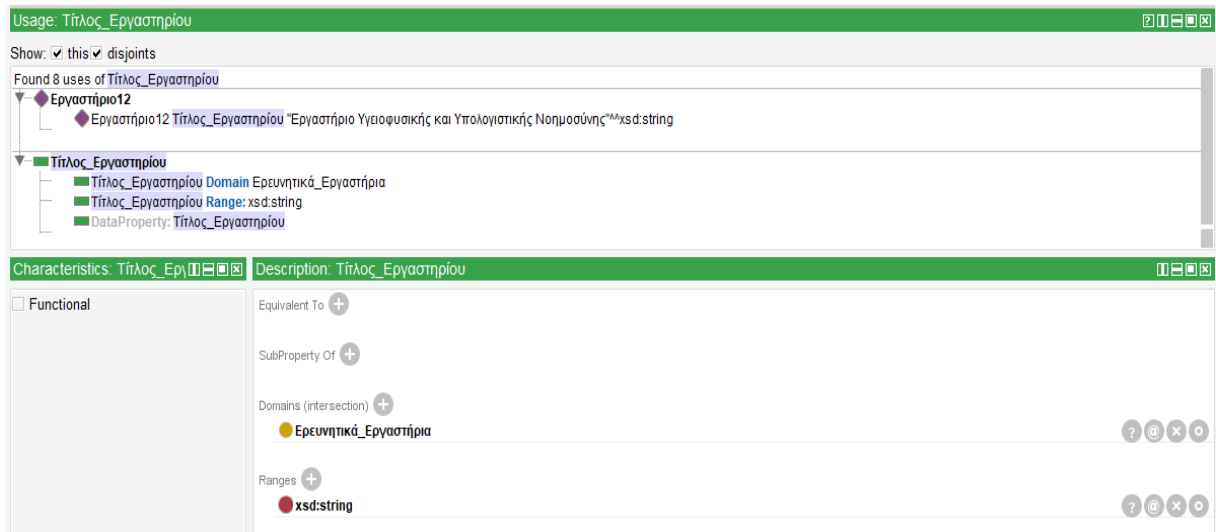 Usage: Τίτλος_Εργαστηρίου
Show: this disjoints
Found 8 uses of Τίτλος_Εργαστηρίου
Εργαστήριο12
Εργαστήριο12 Τίτλος_Εργαστηρίου "Εργαστήριο Υγειοφυσικής και Υπολογιστικής Νοημοσύνης"^^xsd:string
Τίτλος_Εργαστηρίου
Τίτλος_Εργαστηρίου Domain Ερευνητικά_Εργαστήρια
Τίτλος_Εργαστηρίου Range: xsd:string
DataProperty: Τίτλος_Εργαστηρίου
Characteristics: Τίτλος_Εργ
Description: Τίτλος_Εργαστηρίου
Functional
Equivalent To
SubProperty Of
Domains (intersection)
Ερευνητικά_Εργαστήρια
Ranges
xsd:string